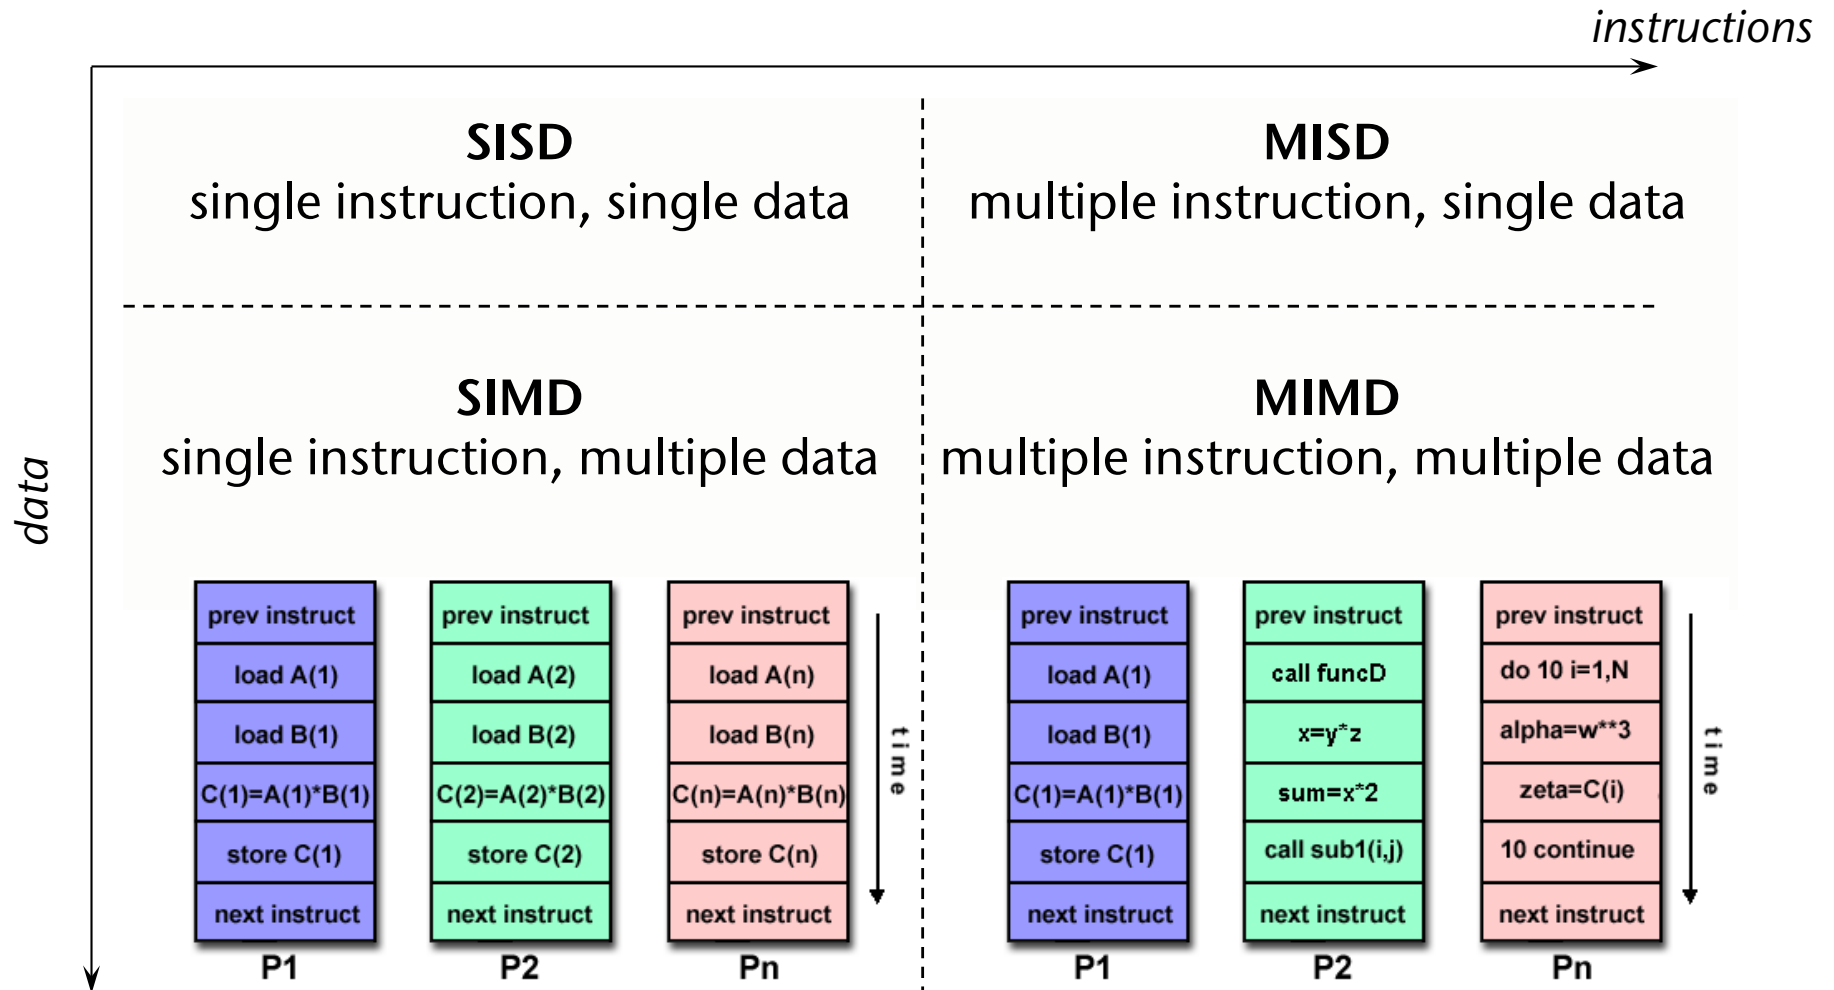 instructions
SISD
single instruction, single data
MISD
multiple instruction, single data
data
SIMD
single instruction, multiple data
MIMD
multiple instruction, multiple data
prev instruct
load A(1)
load B(1)
C(1)=A(1)*B(1)
store C(1)
next instruct
P1
prev instruct
load A(2)
load B(2)
C(2)=A(2)*B(2)
store C(2)
next instruct
P2
prev instruct
load A(n)
load B(n)
C(n)=A(n)*B(n)
store C(n)
next instruct
Pn
time
prev instruct
load A(1)
load B(1)
C(1)=A(1)*B(1)
store C(1)
next instruct
P1
prev instruct
call funcD
x=y*z
sum=x*2
call sub1(i,j)
next instruct
P2
prev instruct
do 10 i=1,N
alpha=w**3
zeta=C(i)
10 continue
next instruct
Pn
time